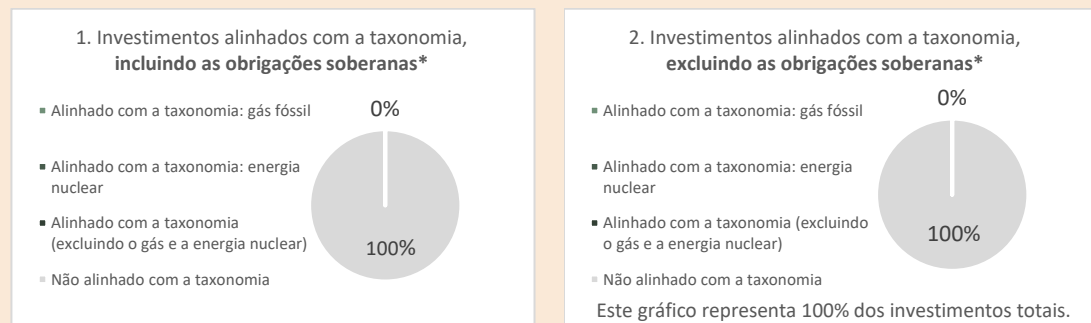 1. Investimentos alinhados com a taxonomia,
incluindo as obrigações soberanas*
Alinhado com a taxonomia: gás fóssil
0%
Alinhado com a taxonomia: energia
nuclear
Alinhado com a taxonomia
(excluindo o gás e a energia nuclear)
100%
Não alinhado com a taxonomia
2. Investimentos alinhados com a taxonomia,
excluindo as obrigações soberanas*
0%
Alinhado com a taxonomia: gás fóssil
Alinhado com a taxonomia: energia
nuclear
Alinhado com a taxonomia (excluindo
o gás e a energia nuclear)
100%
Não alinhado com a taxonomia
Este gráfico representa 100% dos investimentos totais.